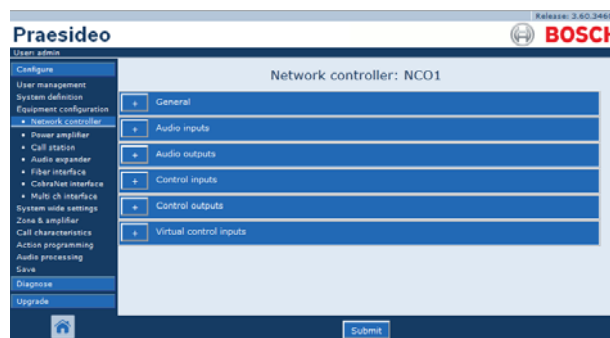 Release: 3.60.3460
Praesideo
BOSCH
User: admin
Configure
User management
System definition
Equipment configuration
• Network controller
• Power amplifier
• Call station
• Audio expander
• Fiber interface
• CobraNet interface
• Multi ch interface
System wide settings
Zone & amplifier
Call characteristics
Action programming
Audio processing
Save
Diagnose
Upgrade
Network controller: NCO1
+ General
+ Audio inputs
+ Audio outputs
+ Control inputs
+ Control outputs
+ Virtual control inputs
Submit